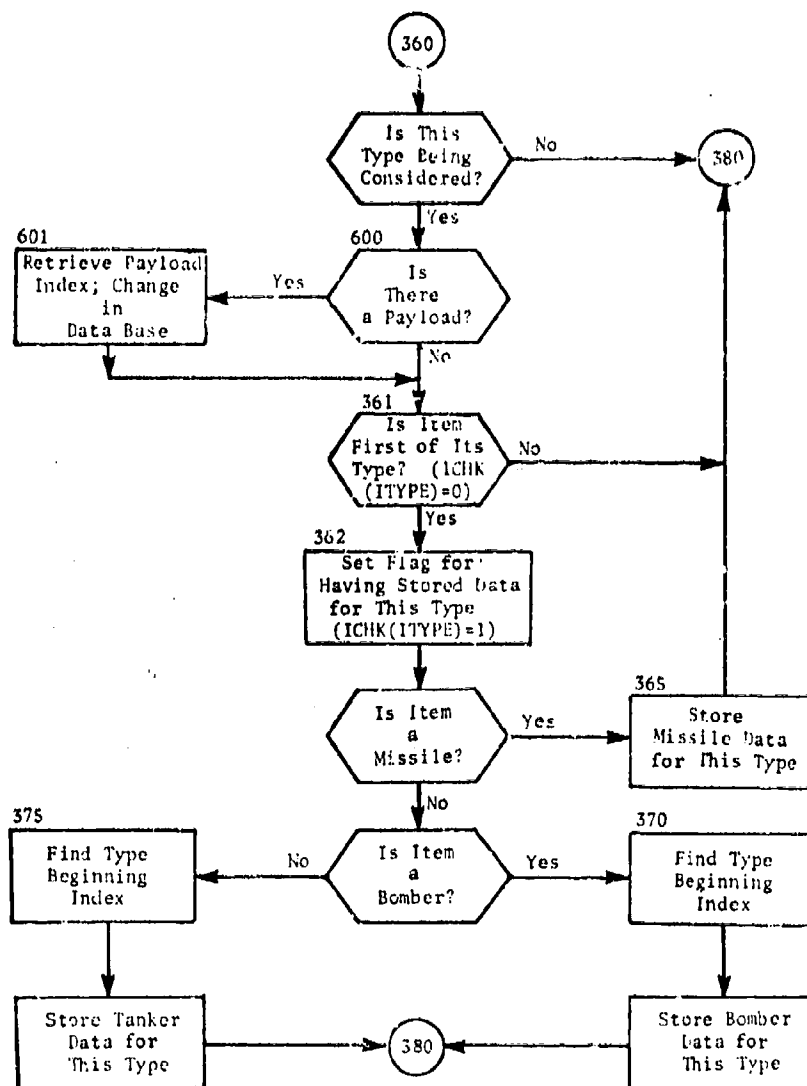 360
Is This
Type Being
Considered?
No
380
Yes
601
Retrieve Payload
Index; Change
in
Data Base
Yes
600
Is
There
a Payload?
No
361
Is Item
First of Its
Type? (ICHK
(ITYPE)=0)
No
Yes
362
Set Flag for
Having Stored Data
for This Type
(ICHK(ITYPE)=1)
Is Item
a
Missile?
Yes
365
Store
Missile Data
for This Type
No
375
Find Type
Beginning
Index
No
Is Item
a
Bomber?
Yes
370
Find Type
Beginning
Index
Store Tanker
Data for
This Type
380
Store Bomber
Data for
This Type